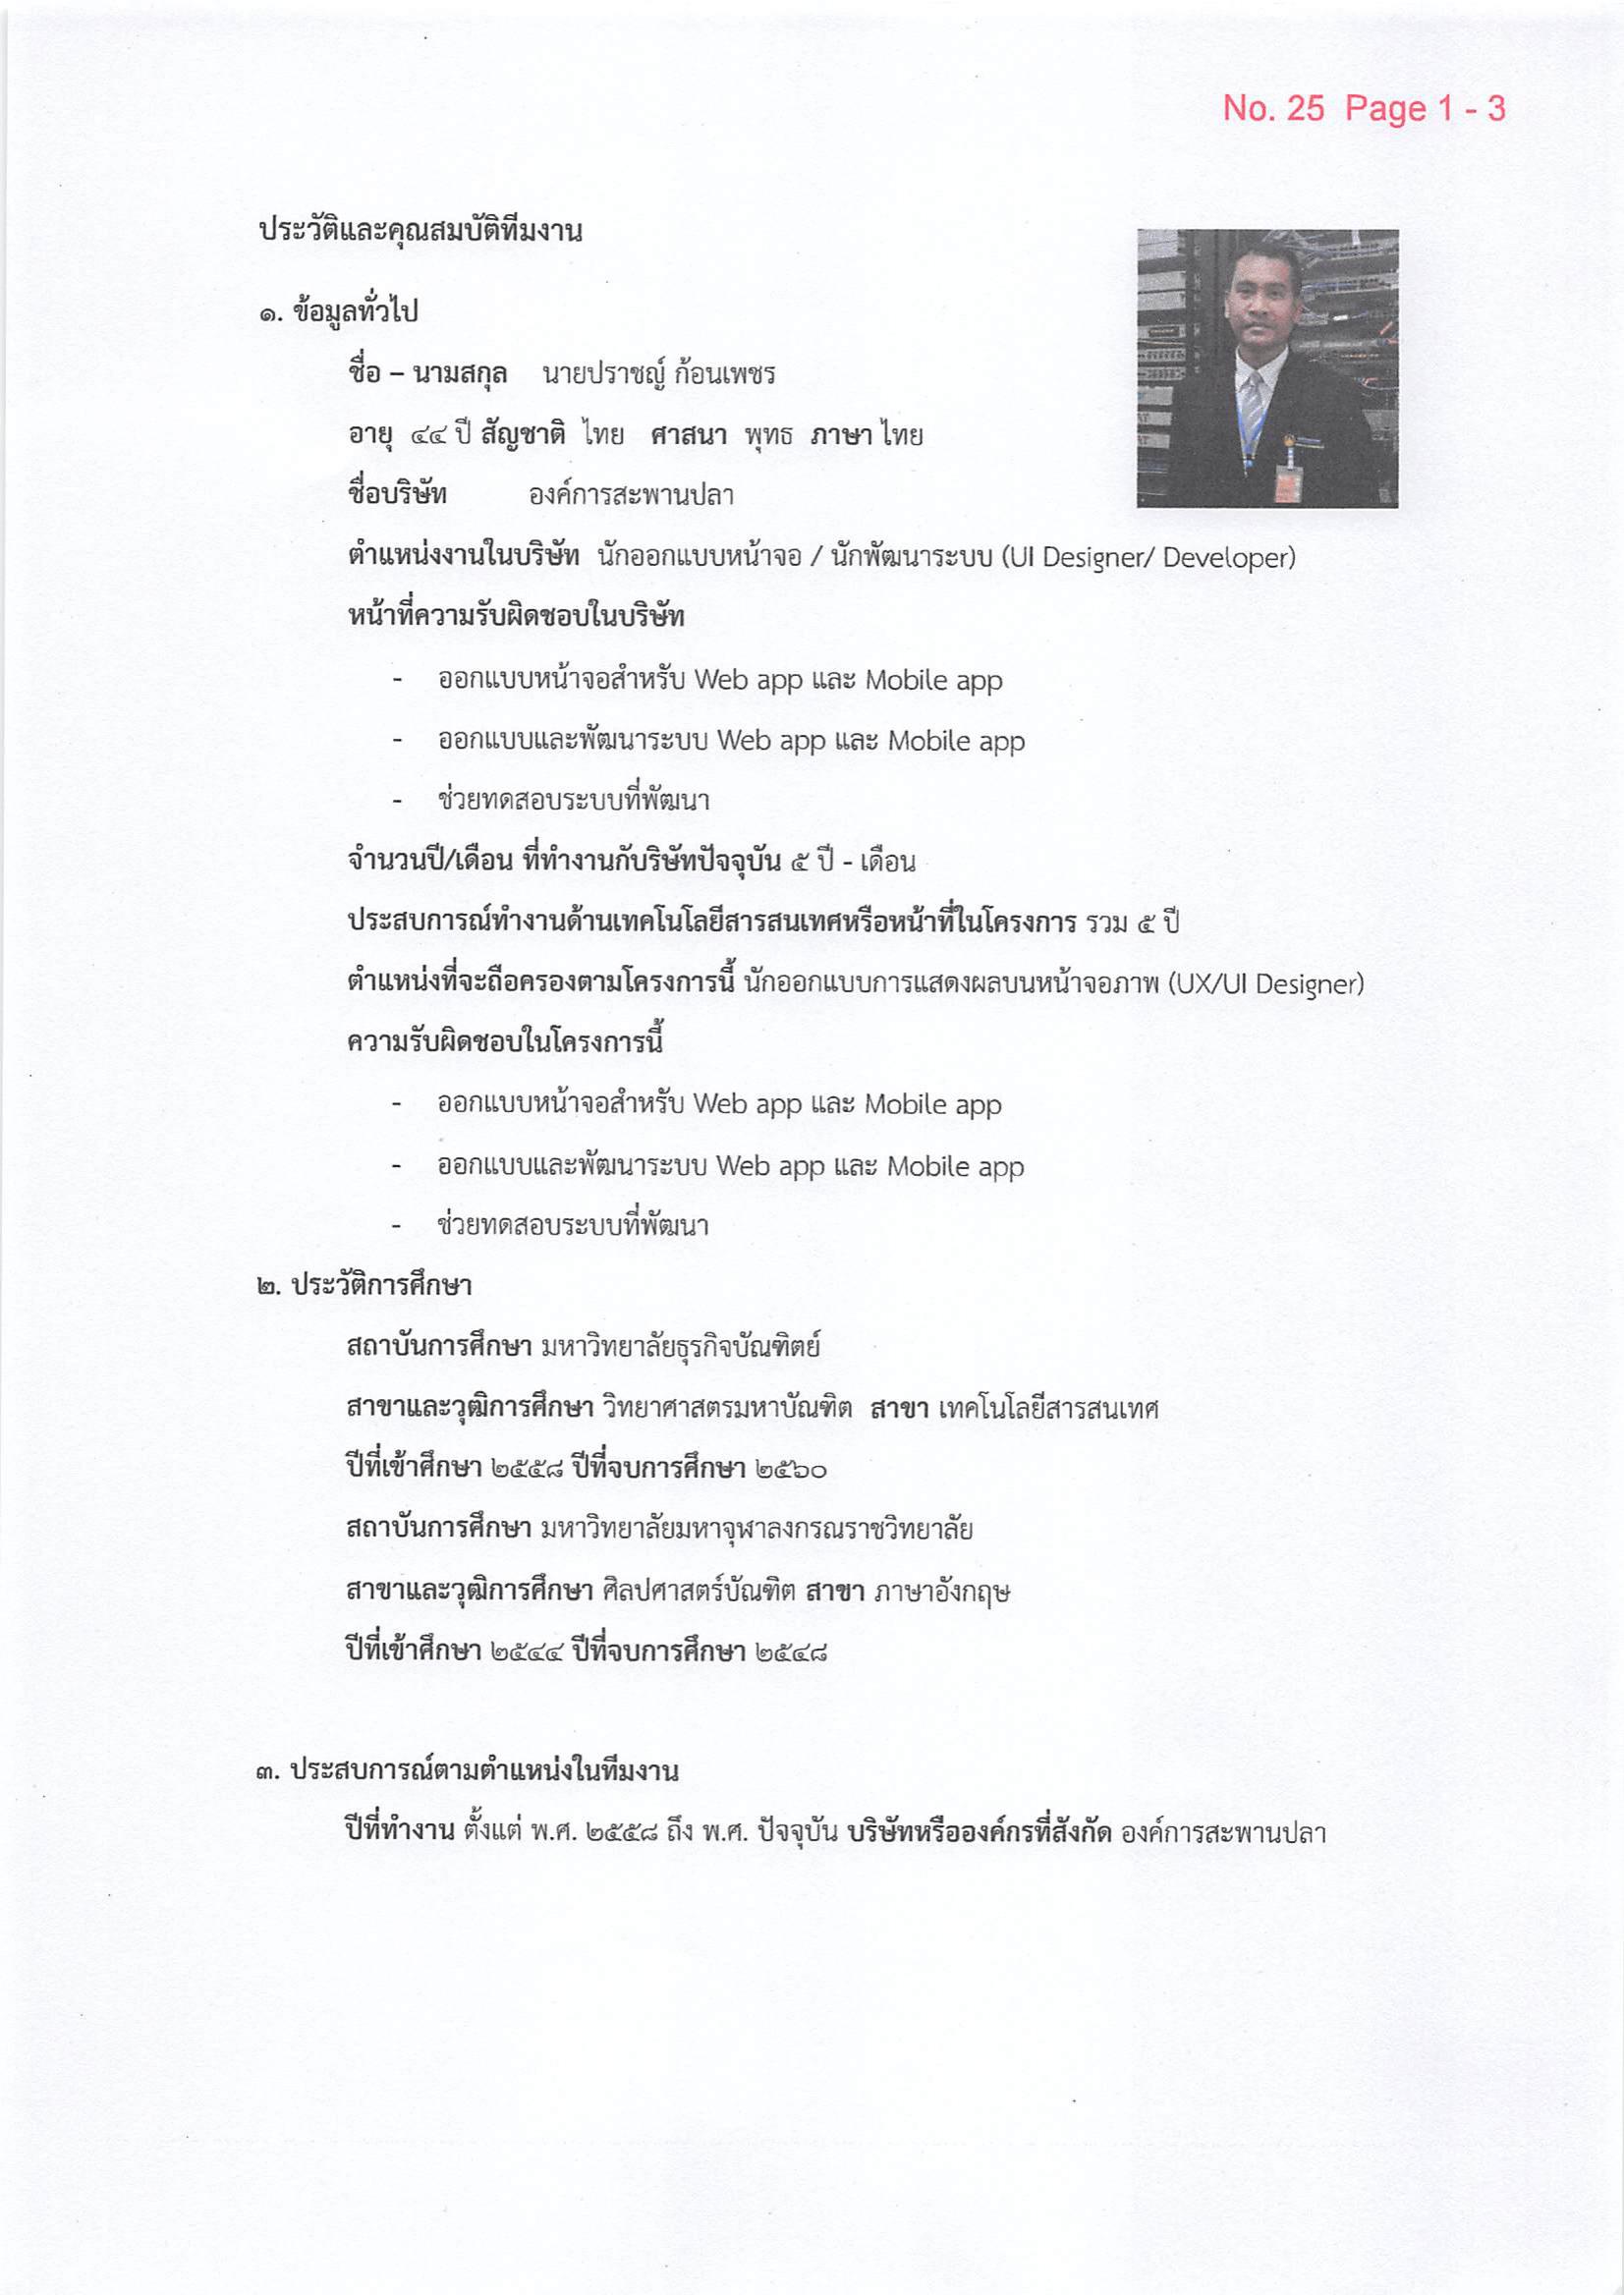 No. 25  Page 1 - 3
ประวัติและคุณสมบัติทีมงาน
๑. ข้อมูลทั่วไป
ชื่อ – นามสกุล นายปราชญ์ ก้อนเพชร
อายุ ๔๔ ปี สัญชาติ ไทย ศาสนา พุทธ ภาษา ไทย
ชื่อบริษัท องค์การสะพานปลา
ตำแหน่งงานในบริษัท นักออกแบบหน้าจอ / นักพัฒนาระบบ (UI Designer/ Developer)
หน้าที่ความรับผิดชอบในบริษัท
- ออกแบบหน้าจอสำหรับ Web app และ Mobile app
- ออกแบบและพัฒนาระบบ Web app และ Mobile app
- ช่วยทดสอบระบบที่พัฒนา
จำนวนปี/เดือน ที่ทำงานกับบริษัทปัจจุบัน ๕ ปี - เดือน
ประสบการณ์ทำงานด้านเทคโนโลยีสารสนเทศหรือหน้าที่ในโครงการ รวม ๕ ปี
ตำแหน่งที่จะถือครองตามโครงการนี้ นักออกแบบการแสดงผลบนหน้าจอภาพ (UX/UI Designer)
ความรับผิดชอบในโครงการนี้
- ออกแบบหน้าจอสำหรับ Web app และ Mobile app
- ออกแบบและพัฒนาระบบ Web app และ Mobile app
- ช่วยทดสอบระบบที่พัฒนา
๒. ประวัติการศึกษา
สถาบันการศึกษา มหาวิทยาลัยธุรกิจบัณฑิตย์
สาขาและวุฒิการศึกษา วิทยาศาสตรมหาบัณฑิต สาขา เทคโนโลยีสารสนเทศ
ปีที่เข้าศึกษา ๒๕๕๘ ปีที่จบการศึกษา ๒๕๖๐
สถาบันการศึกษา มหาวิทยาลัยมหาจุฬาลงกรณราชวิทยาลัย
สาขาและวุฒิการศึกษา ศิลปศาสตร์บัณฑิต สาขา ภาษาอังกฤษ
ปีที่เข้าศึกษา ๒๕๔๔ ปีที่จบการศึกษา ๒๕๔๘
๓. ประสบการณ์ตามตำแหน่งในทีมงาน
ปีที่ทำงาน ตั้งแต่ พ.ศ. ๒๕๕๘ ถึง พ.ศ. ปัจจุบัน บริษัทหรือองค์กรที่สังกัด องค์การสะพานปลา